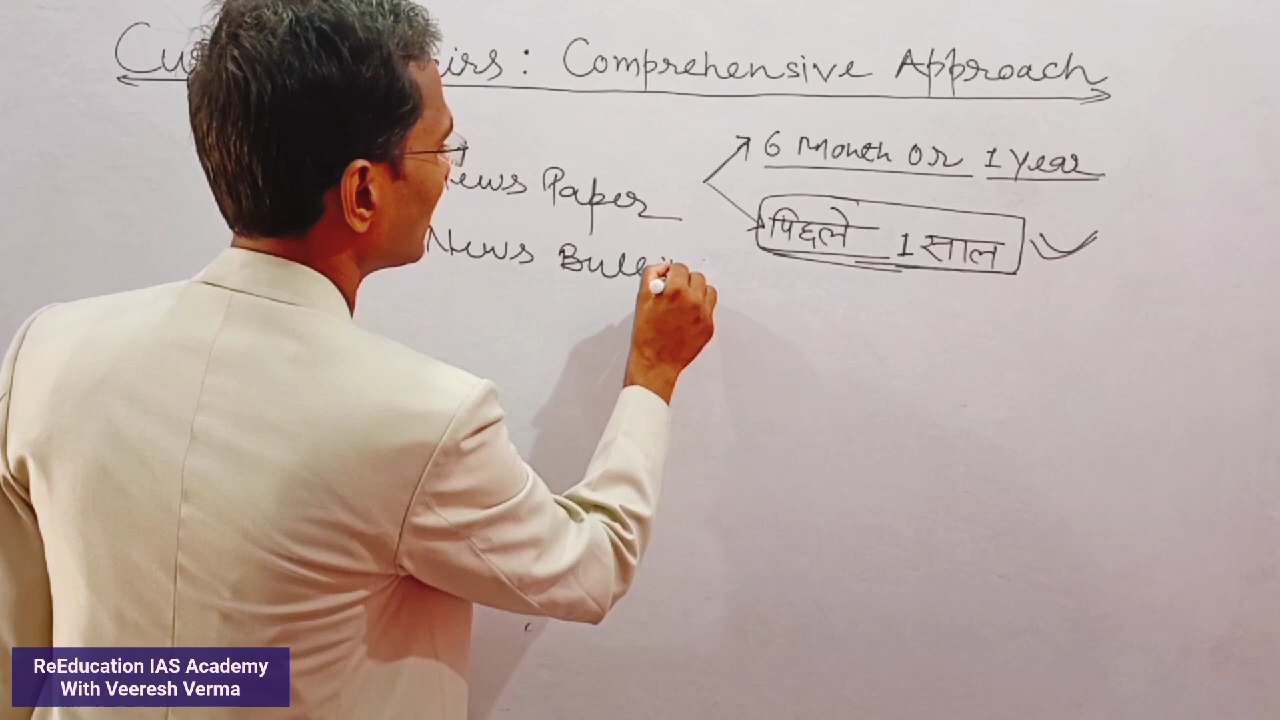 : Comprehensive Approach
News Paper
6 Month Or 1 Year
पिछले 1 साल
News
ReEducation IAS Academy
With Veeresh Verma